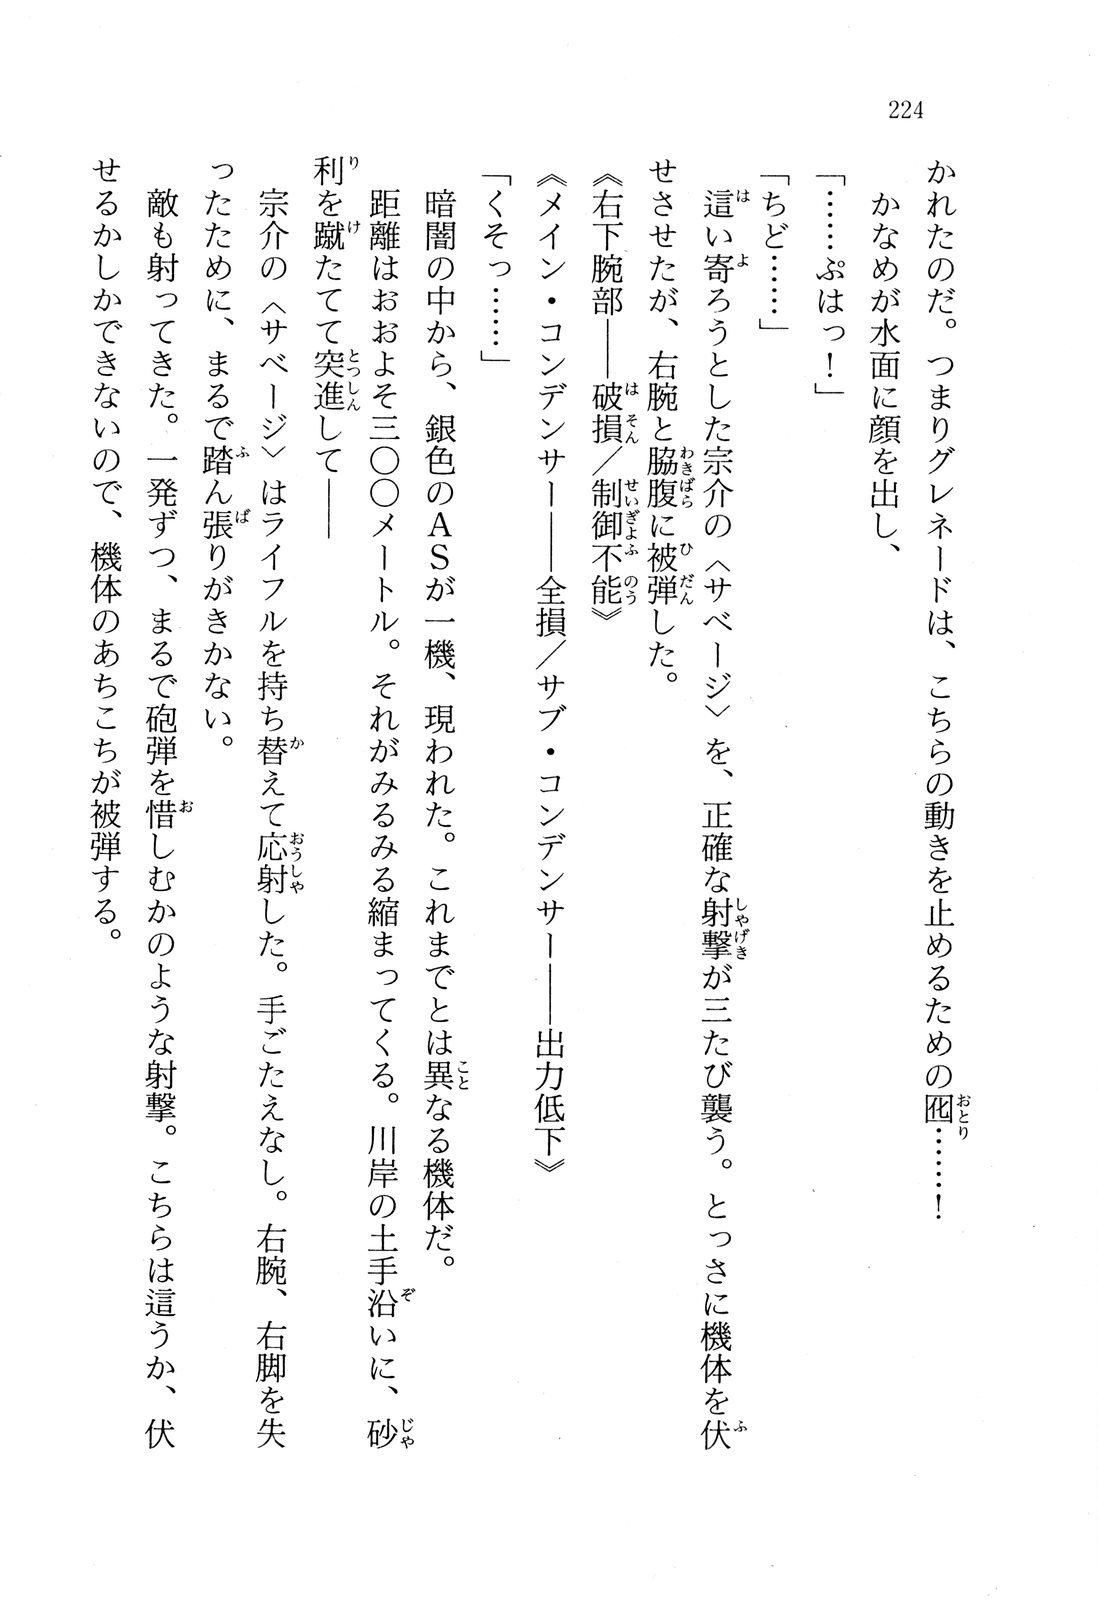 224
かれたのだ。つまりグレネードは、こちらの動きを止めるための囮……！
かなめが水面に顔を出し、
「……ぷはっ！」
「ちど……」
這い寄ろうとした宗介の〈サベージ〉を、正確な射撃が三たび襲う。とっさに機体を伏
せさせたが、右腕と脇腹に被弾した。
《右下腕部――破損／制御不能》
《メイン・コンデンサー――全損／サブ・コンデンサー――出力低下》
「くそっ……」
暗闇の中から、銀色のＡＳが一機、現われた。これまでとは異なる機体だ。
距離はおおよそ三〇〇メートル。それがみるみる縮まってくる。川岸の土手沿いに、砂
利を蹴たてて突進して――
宗介の〈サベージ〉はライフルを持ち替えて応射した。手ごたえなし。右腕、右脚を失
ったために、まるで踏ん張りがきかない。
敵も射ってきた。一発ずつ、まるで砲弾を惜しむかのような射撃。こちらは這うか、伏
せるかしかできないので、機体のあちこちが被弾する。